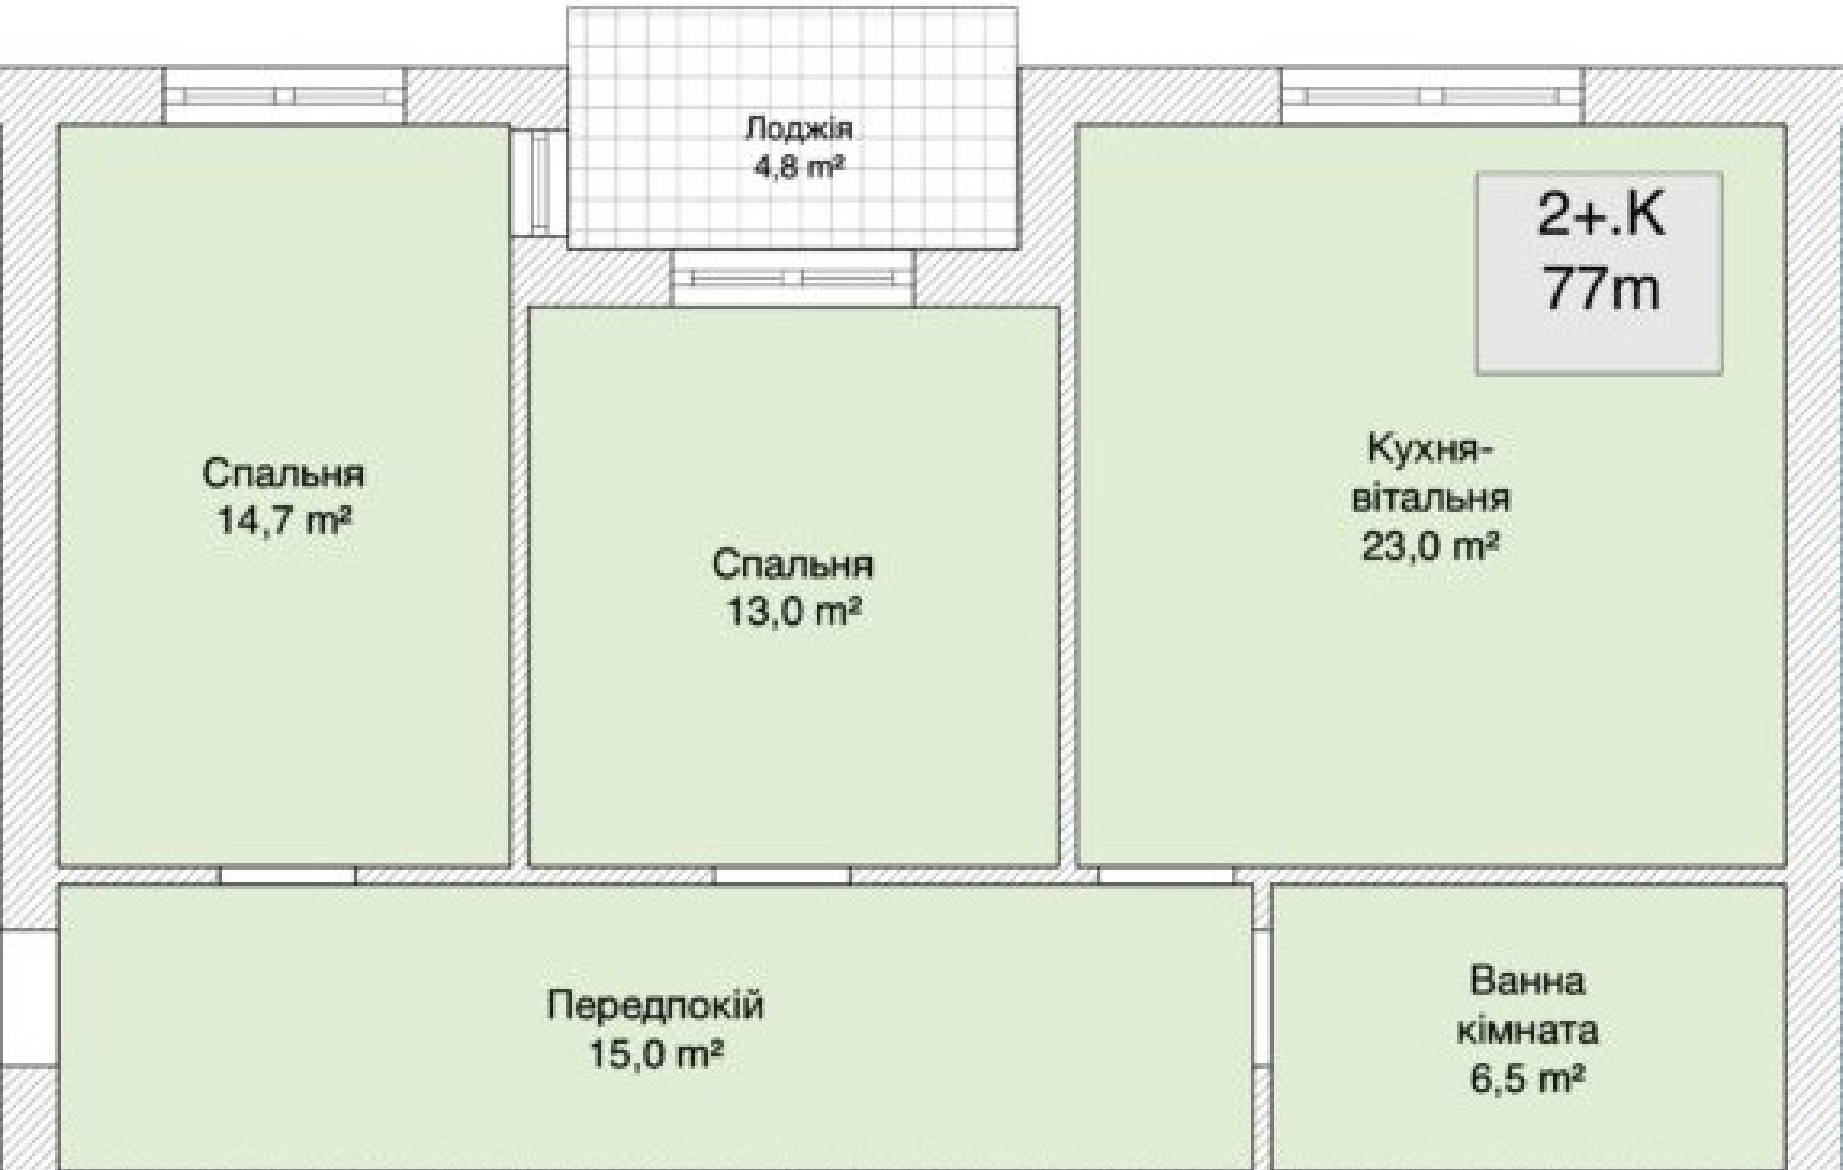 Лоджія
4,8 m²
2+.K
77m
Спальня
14,7 m²
Спальня
13,0 m²
Кухня-
вітальня
23,0 m²
Передпокій
15,0 m²
Ванна
кімната
6,5 m²